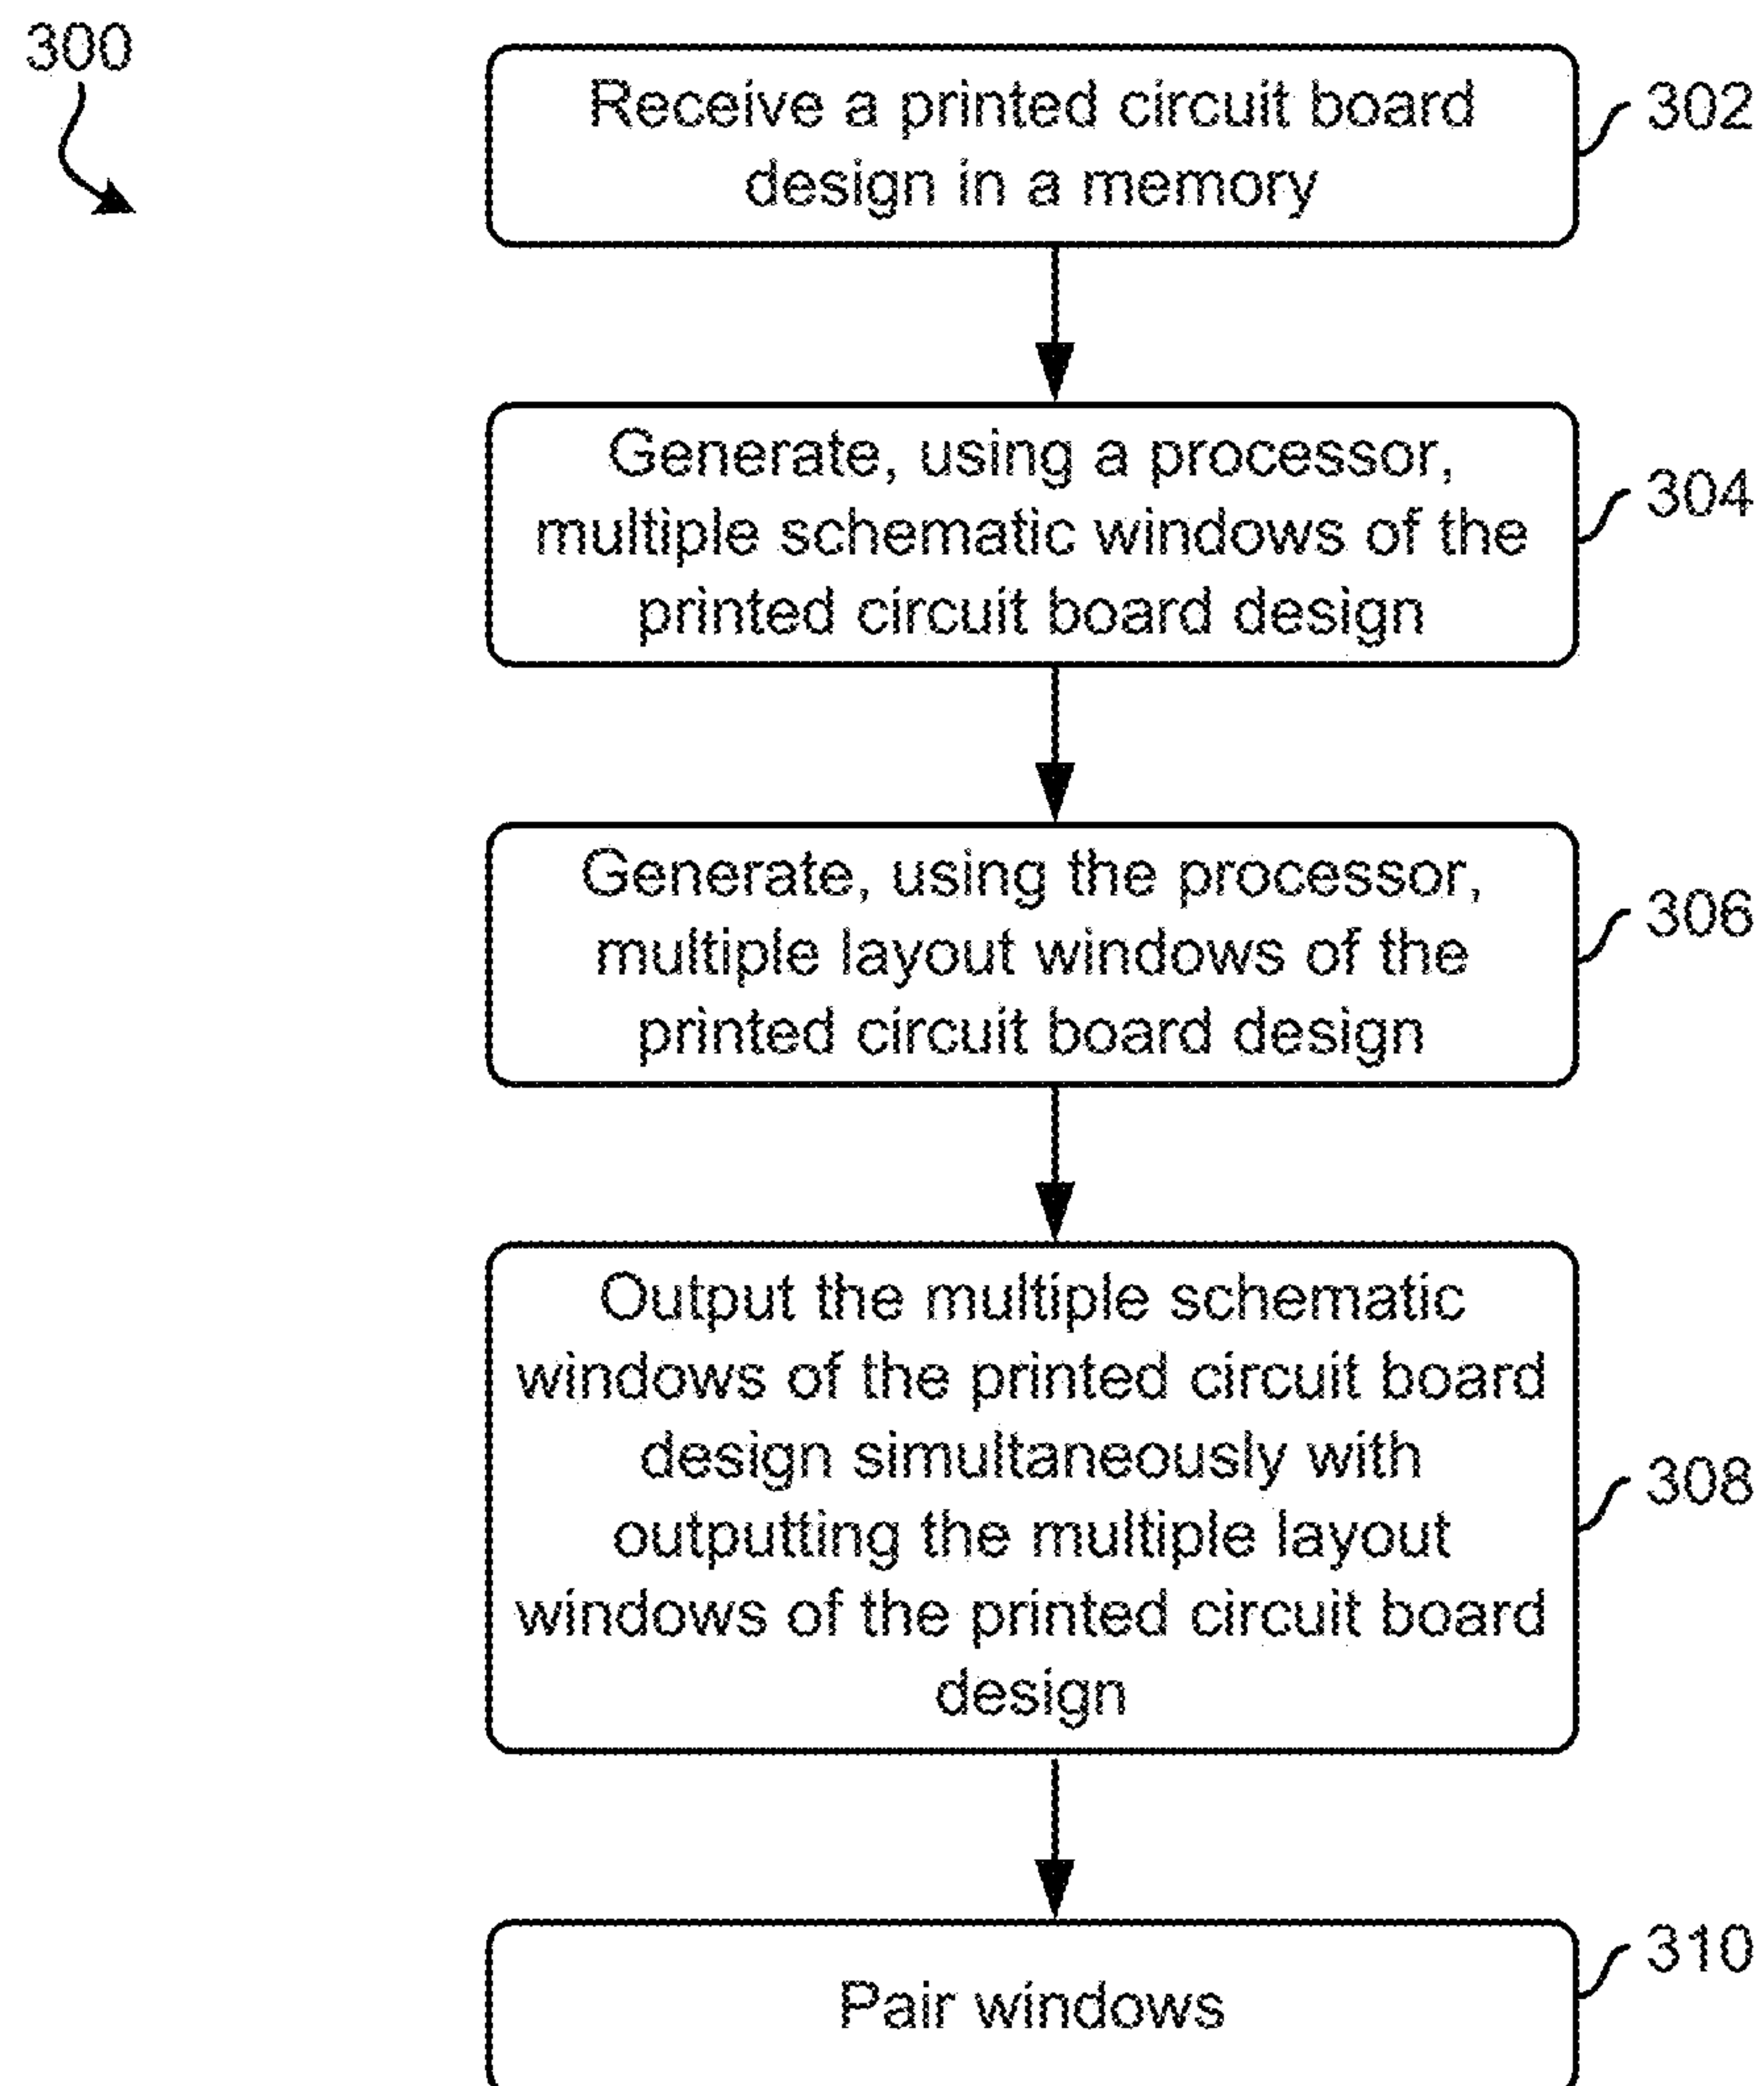 300
Receive a printed circuit board
design in a memory
302
Generate, using a processor,
multiple schematic windows of the
printed circuit board design
304
Generate, using the processor,
multiple layout windows of the
printed circuit board design
306
Output the multiple schematic
windows of the printed circuit board
design simultaneously with
outputting the multiple layout
windows of the printed circuit board
design
308
Pair windows
310